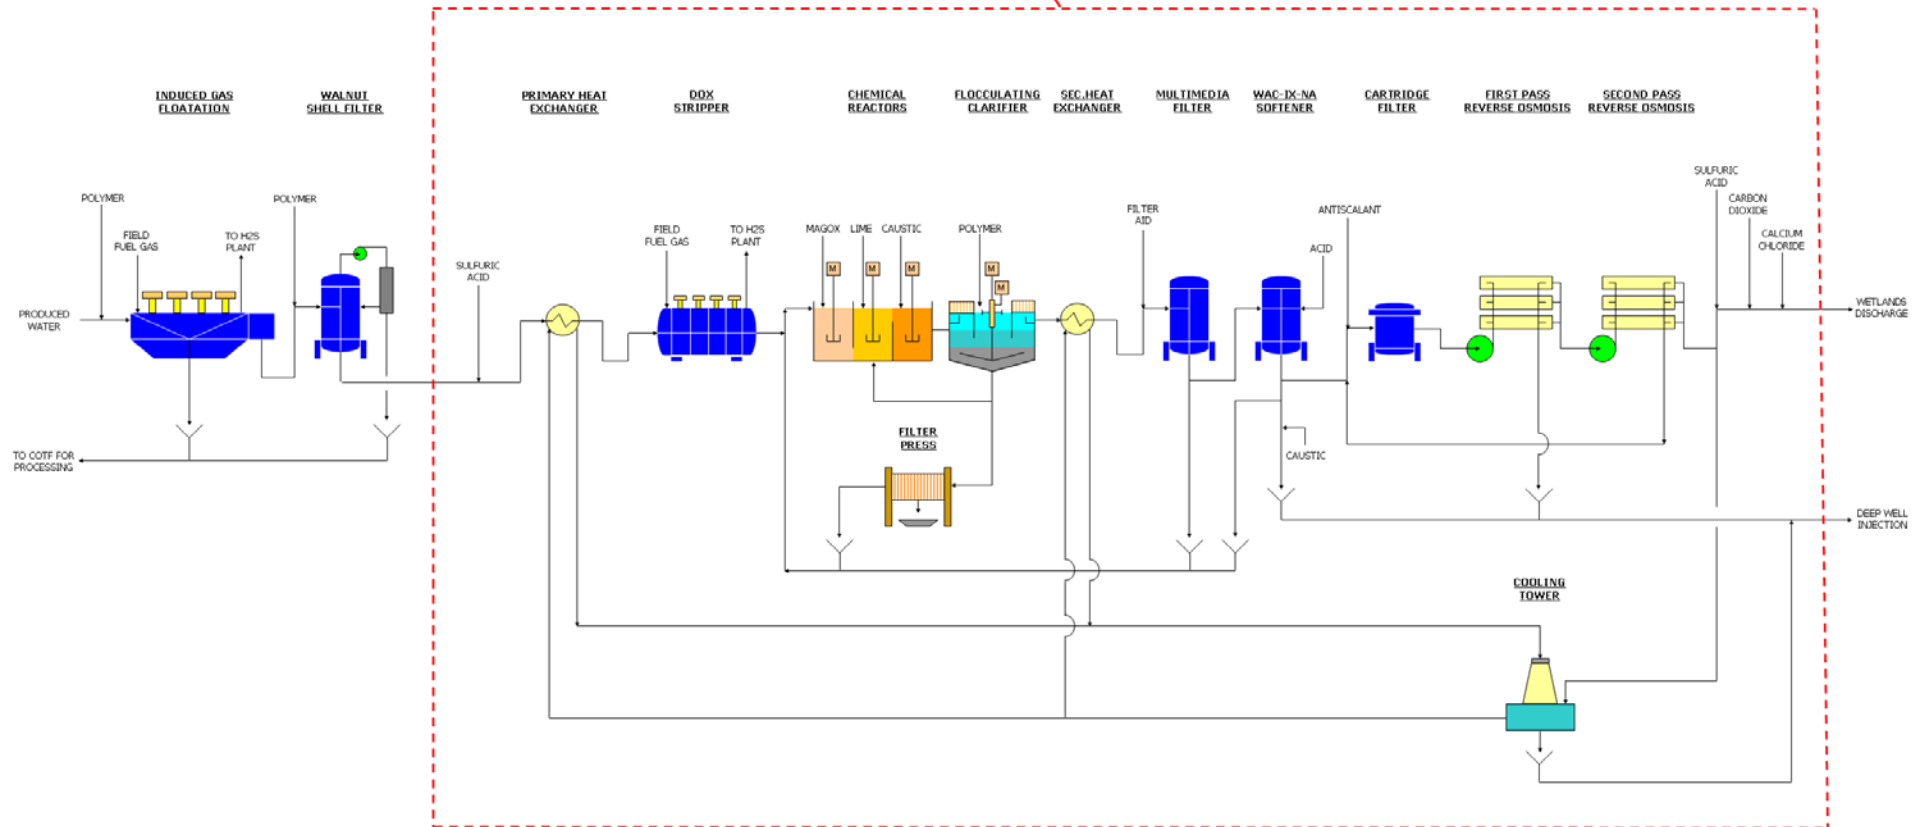 INDUCED GAS
FLOATATION
WALNUT
SHELL FILTER
PRIMARY HEAT
EXCHANGER
DOX
STRIPPER
CHEMICAL
REACTORS
FLOCCULATING
CLARIFIER
SEC.HEAT
EXCHANGER
MULTIMEDIA
FILTER
WAC-IX-NA
SOFTENER
CARTRIDGE
FILTER
FIRST PASS
REVERSE OSMOSIS
SECOND PASS
REVERSE OSMOSIS
POLYMER
FIELD
FUEL GAS
TO H2S
PLANT
POLYMER
PRODUCED
WATER
SULFURIC
ACID
FIELD
FUEL GAS
TO H2S
PLANT
MAGOX
LIME
CAUSTIC
POLYMER
M
M
M
M
M
FILTER
AID
ACID
ANTISCALANT
SULFURIC
ACID
CARBON
DIOXIDE
CALCIUM
CHLORIDE
WETLANDS
DISCHARGE
TO COTF FOR
PROCESSING
FILTER
PRESS
CAUSTIC
DEEP WELL
INJECTION
COOLING
TOWER